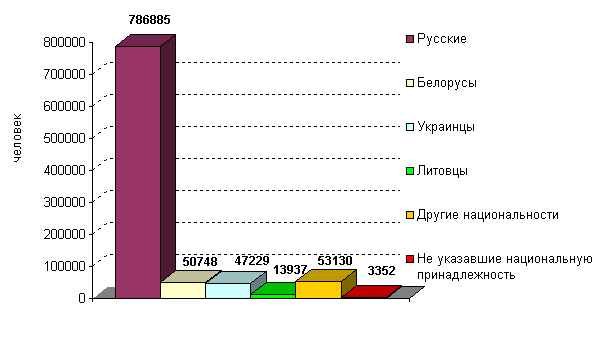 786885
800000
700000
600000
500000
400000
300000
200000
100000
0
человек
50748
47229
13937
53130
3352
Русские
Белорусы
Украинцы
Литовцы
Другие национальности
Не указавшие национальную
принадлежность